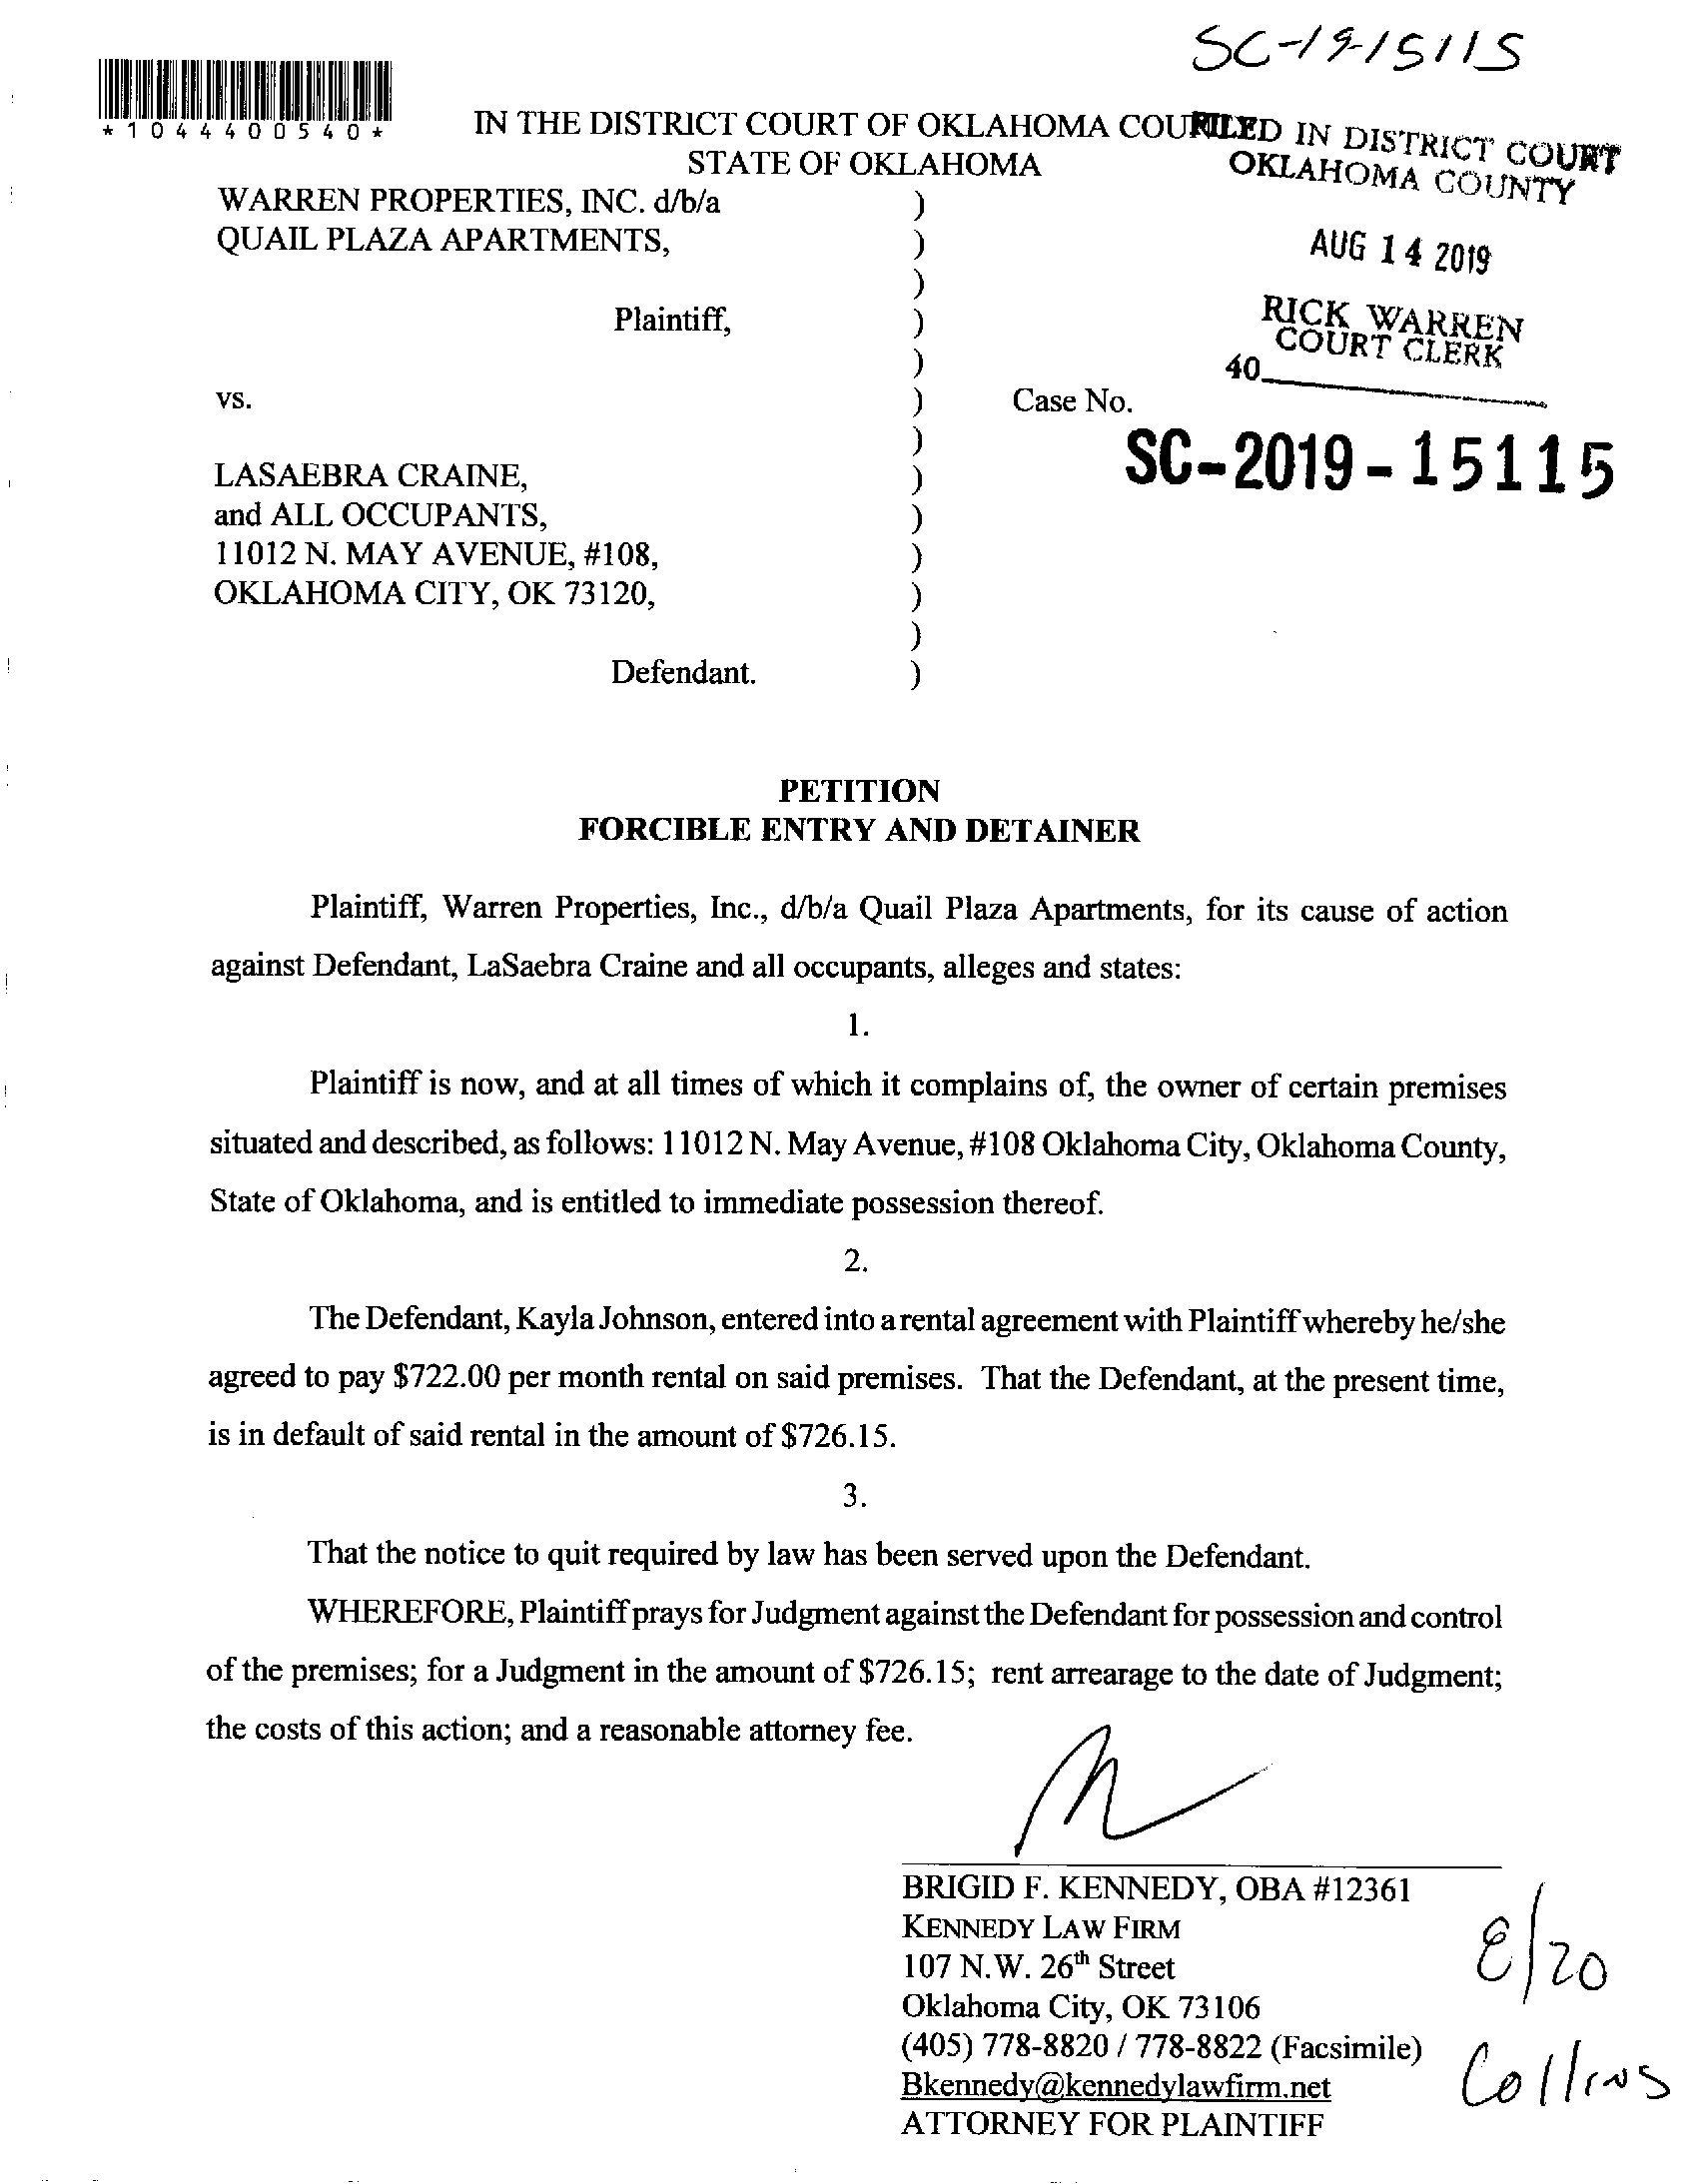 SC-19-15115
*1044400540*
IN THE DISTRICT COURT OF OKLAHOMA COU
FILED IN DISTRICT COURT
STATE OF OKLAHOMA
OKLAHOMA COUNTY
WARREN PROPERTIES, INC. d/b/a )
QUAIL PLAZA APARTMENTS, )
AUG 14 2019
)
Plaintiff, )
RICK WARREN
COURT CLERK
)
40
vs. ) Case No.
)
SC-2019-15115
LASAEBRA CRAINE, )
and ALL OCCUPANTS, )
11012 N. MAY AVENUE, #108, )
OKLAHOMA CITY, OK 73120, )
)
Defendant. )
PETITION
FORCIBLE ENTRY AND DETAINER
Plaintiff, Warren Properties, Inc., d/b/a Quail Plaza Apartments, for its cause of action
against Defendant, LaSaebra Craine and all occupants, alleges and states:
1.
Plaintiff is now, and at all times of which it complains of, the owner of certain premises
situated and described, as follows: 11012 N. May Avenue, #108 Oklahoma City, Oklahoma County,
State of Oklahoma, and is entitled to immediate possession thereof.
2.
The Defendant, Kayla Johnson, entered into a rental agreement with Plaintiff whereby he/she
agreed to pay $722.00 per month rental on said premises. That the Defendant, at the present time,
is in default of said rental in the amount of $726.15.
3.
That the notice to quit required by law has been served upon the Defendant.
WHEREFORE, Plaintiff prays for Judgment against the Defendant for possession and control
of the premises; for a Judgment in the amount of $726.15; rent arrearage to the date of Judgment;
the costs of this action; and a reasonable attorney fee.
BRIGID F. KENNEDY, OBA #12361
KENNEDY LAW FIRM
107 N.W. 26th Street
8/20
Oklahoma City, OK 73106
(405) 778-8820 / 778-8822 (Facsimile)
Bkennedy@kennedylawfirm.net
Collins
ATTORNEY FOR PLAINTIFF